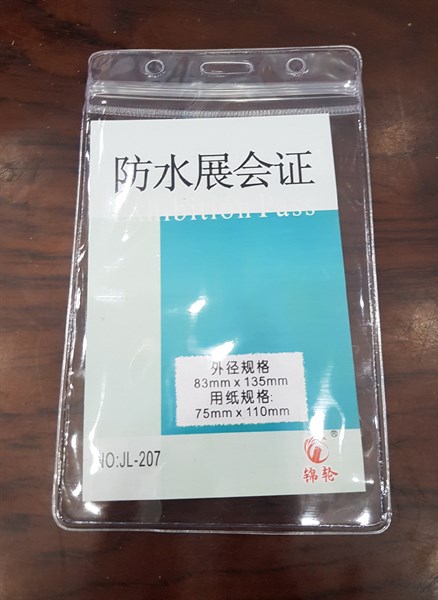 防水展会证
Exhibition Pass
外径规格
83mm x 135mm
用纸规格:
75mm x 110mm
NO:JL-207
®
锦轮